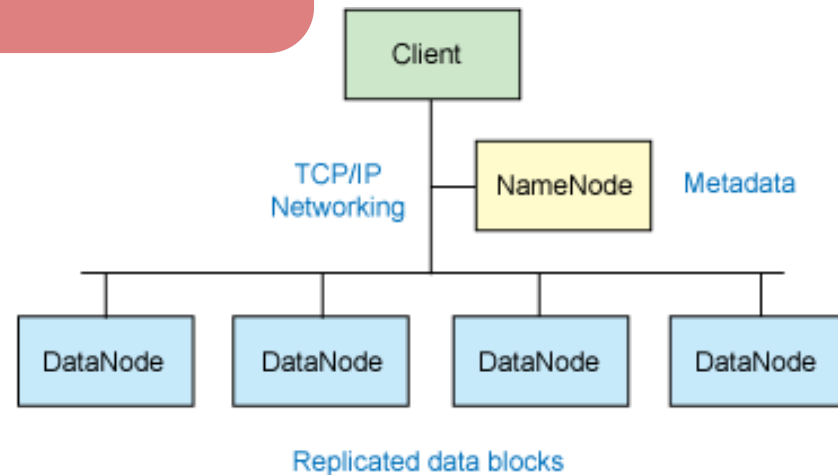 Client
TCP/IP
Networking
NameNode
Metadata
DataNode
DataNode
DataNode
DataNode
Replicated data blocks